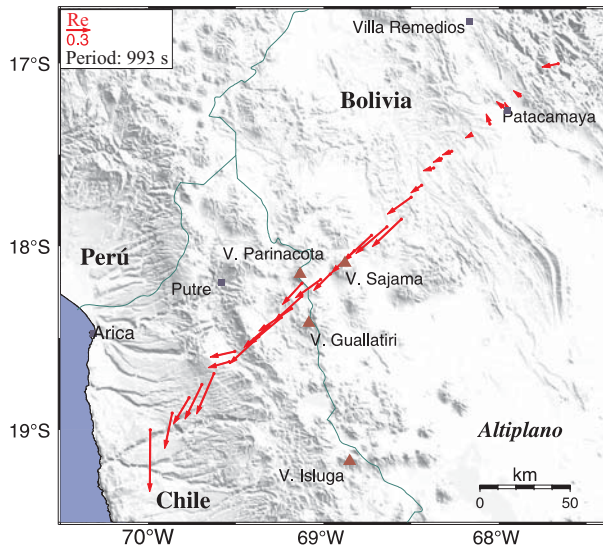 Re
0.3
Period: 993 s
Villa Remedios
17°S
Bolivia
Patacamaya
18°S
Perú
V. Parinacota
V. Sajama
Putre
Arica
V. Guallatiri
19°S
Altiplano
V. Isluga
km
Chile
0
50
70°W
69°W
68°W